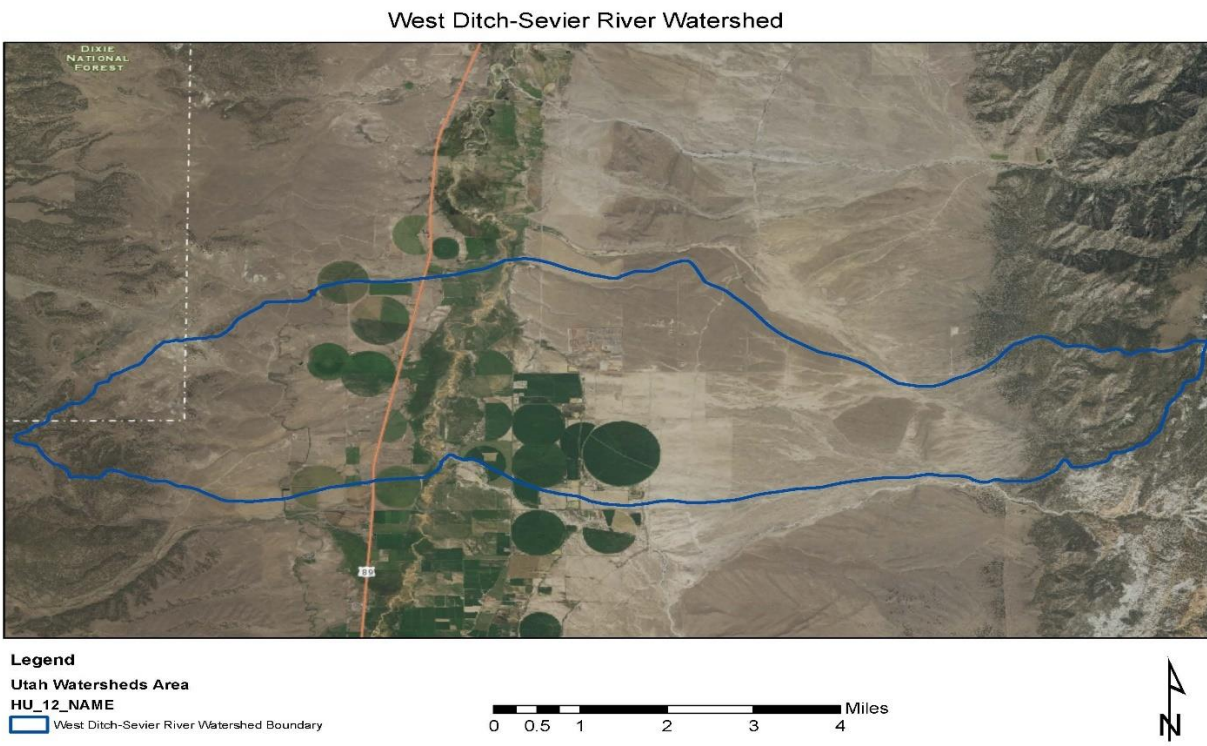 West Ditch-Sevier River Watershed
DIXIE
NATIONAL
FOREST
89
Legend
Utah Watersheds Area
HU_12_NAME
West Ditch-Sevier River Watershed Boundary
0 0.5 1 2 3 4 Miles
N